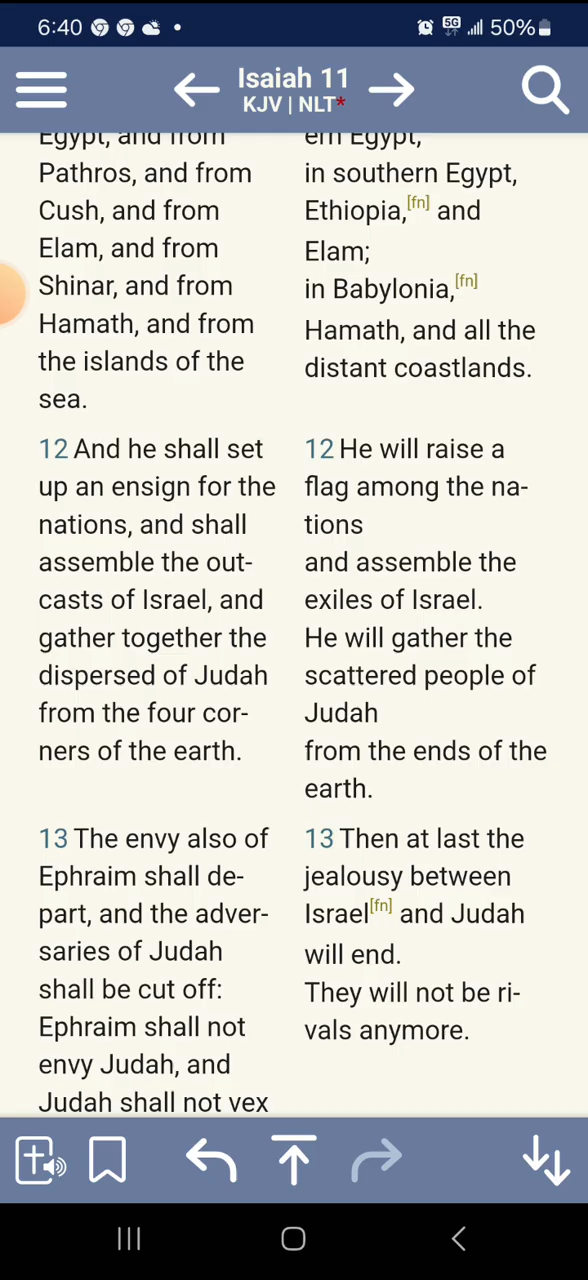 6:40
5G
50%
Isaiah 11
KJV | NLT*
Egypt, and from
Pathros, and from
Cush, and from
Elam, and from
Shinar, and from
Hamath, and from
the islands of the
sea.
12 And he shall set
up an ensign for the
nations, and shall
assemble the out-
casts of Israel, and
gather together the
dispersed of Judah
from the four cor-
ners of the earth.
13 The envy also of
Ephraim shall de-
part, and the adver-
saries of Judah
shall be cut off:
Ephraim shall not
envy Judah, and
Judah shall not vex
ern Egypt,
in southern Egypt,
Ethiopia,[fn] and
Elam;
in Babylonia,[fn]
Hamath, and all the
distant coastlands.
12 He will raise a
flag among the na-
tions
and assemble the
exiles of Israel.
He will gather the
scattered people of
Judah
from the ends of the
earth.
13 Then at last the
jealousy between
Israel[fn] and Judah
will end.
They will not be ri-
vals anymore.